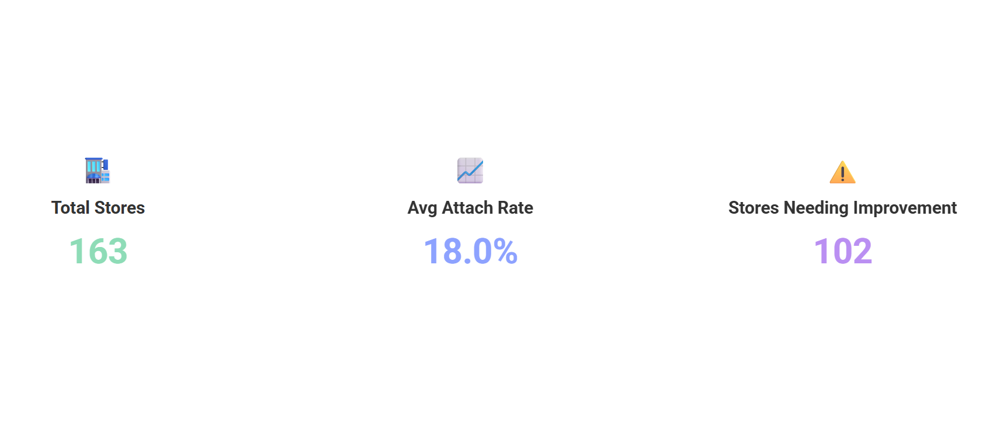 Total Stores
163
Avg Attach Rate
18.0%
Stores Needing Improvement
102